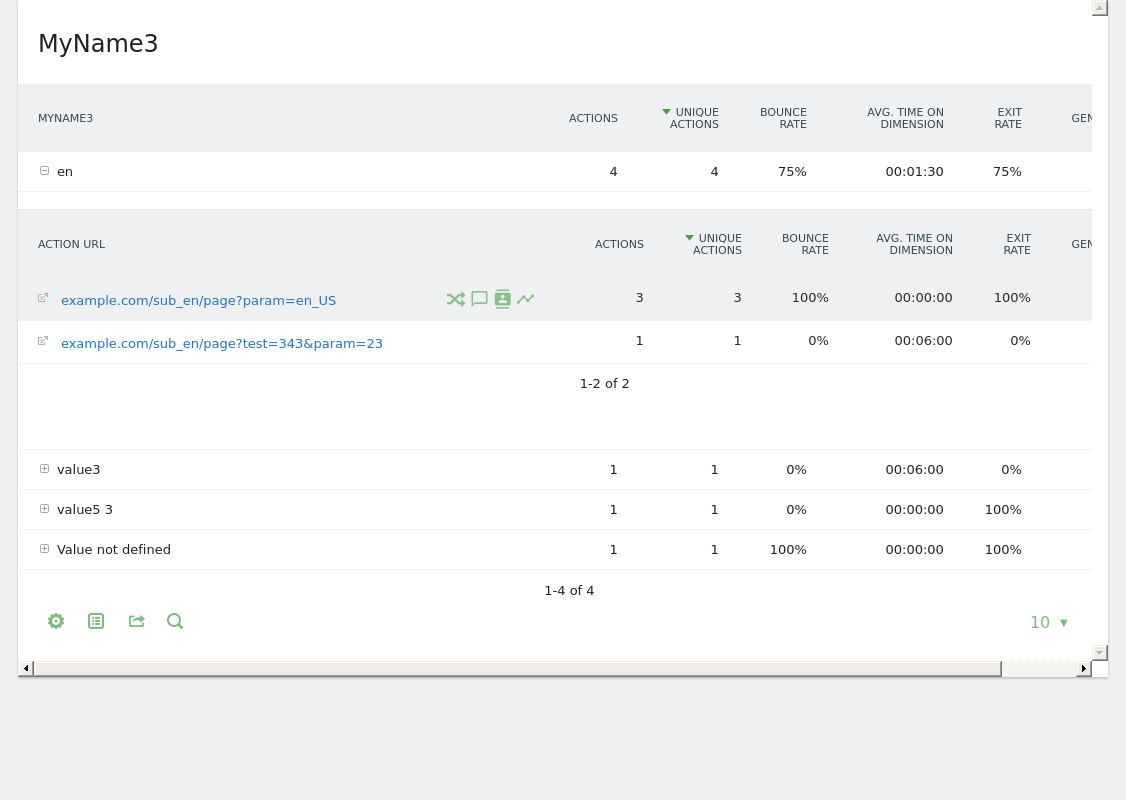 MyName3
MYNAME3 ACTIONS UNIQUE ACTIONS BOUNCE RATE AVG. TIME ON DIMENSION EXIT RATE GEN
en 4 4 75% 00:01:30 75%
ACTION URL ACTIONS UNIQUE ACTIONS BOUNCE RATE AVG. TIME ON DIMENSION EXIT RATE GEN
example.com/sub_en/page?param=en_US 3 3 100% 00:00:00 100%
example.com/sub_en/page?test=343&param=23 1 1 0% 00:06:00 0%
1-2 of 2
value3 1 1 0% 00:06:00 0%
value5 3 1 1 0% 00:00:00 100%
Value not defined 1 1 100% 00:00:00 100%
1-4 of 4
10